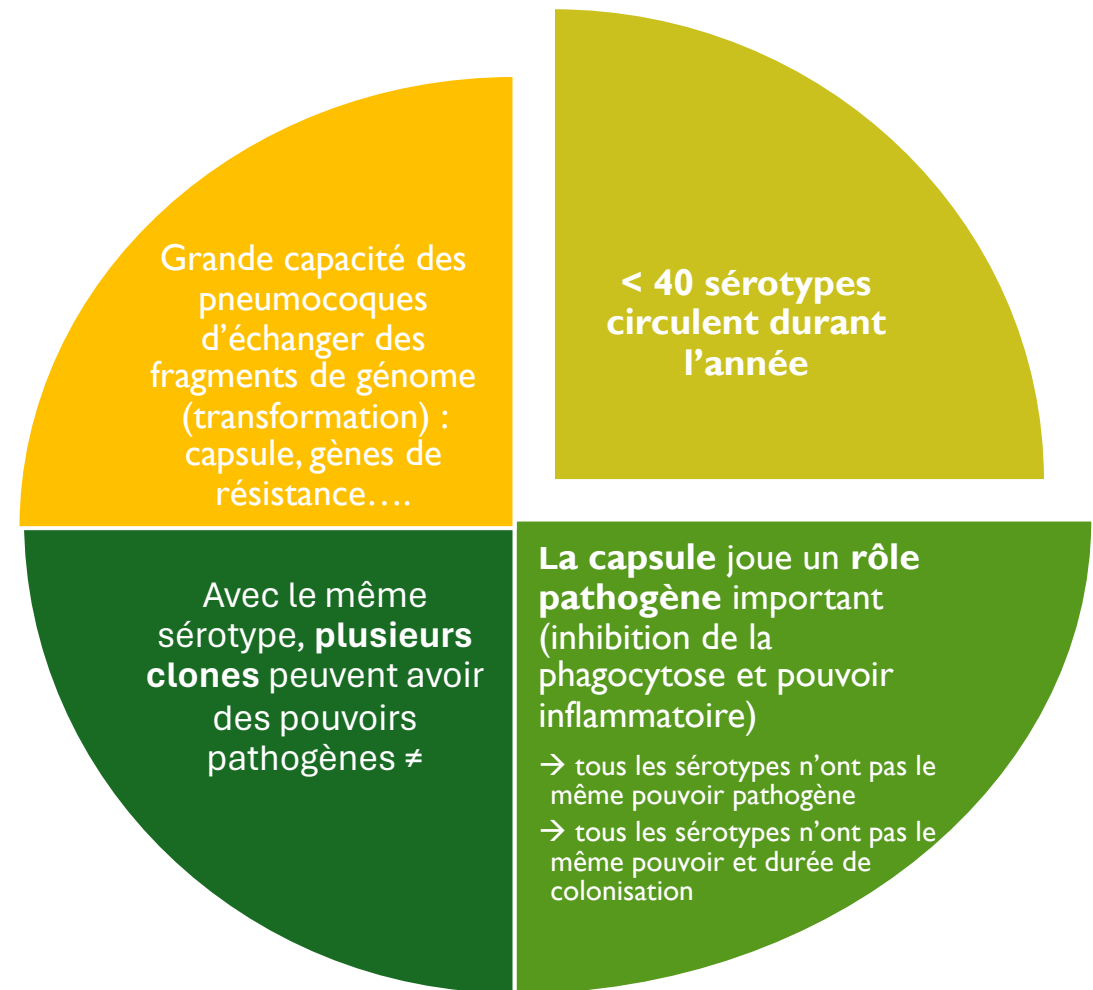 Grande capacité des
pneumocoques
d’échanger des
fragments de génome
(transformation) :
capsule, gènes de
résistance….
< 40 sérotypes
circulent durant
l’année
Avec le même
sérotype, plusieurs
clones peuvent avoir
des pouvoirs
pathogènes ≠
La capsule joue un rôle
pathogène important
(inhibition de la
phagocytose et pouvoir
inflammatoire)
→ tous les sérotypes n’ont pas le
même pouvoir pathogène
→ tous les sérotypes n’ont pas le
même pouvoir et durée de
colonisation